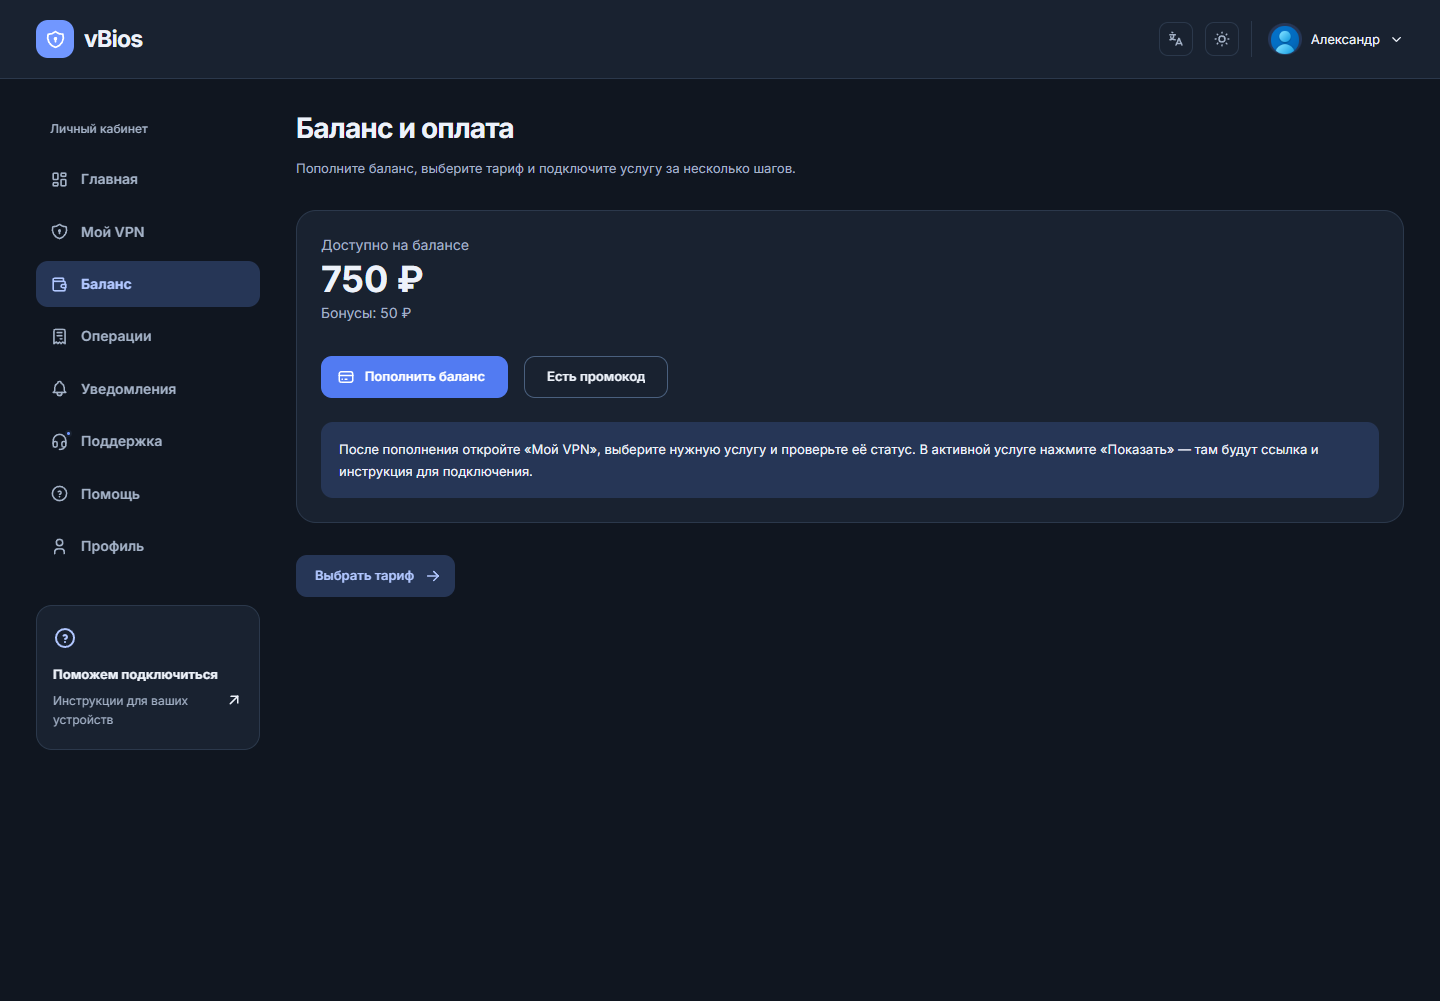 vBios
Александр
Личный кабинет
Главная
Мой VPN
Баланс
Операции
Уведомления
Поддержка
Помощь
Профиль
Поможем подключиться
Инструкции для ваших
устройств
Баланс и оплата
Пополните баланс, выберите тариф и подключите услугу за несколько шагов.
Доступно на балансе
750 ₽
Бонусы: 50 ₽
Пополнить баланс
Есть промокод
После пополнения откройте «Мой VPN», выберите нужную услугу и проверьте её статус. В активной услуге нажмите «Показать» — там будут ссылка и
инструкция для подключения.
Выбрать тариф